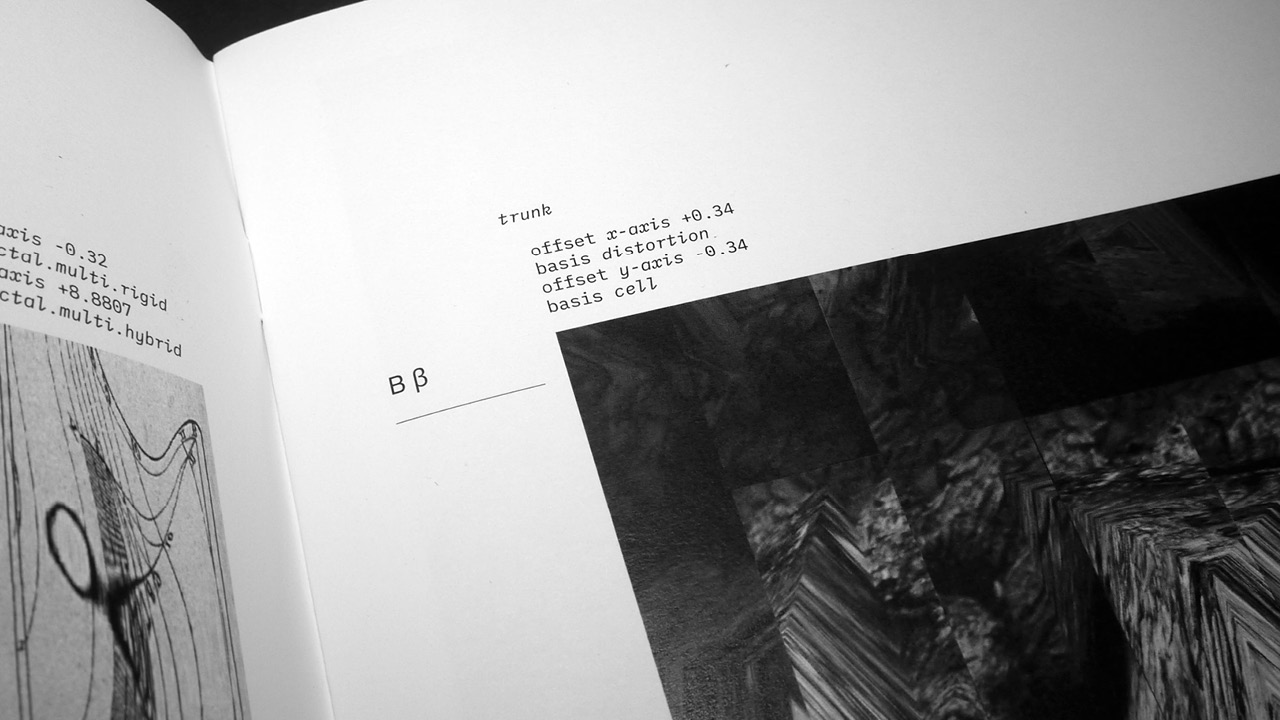 axis -0.32
ctal.multi.rigid
axis +8.8807
ctal.multi.hybrid
trunk
offset x-axis +0.34
basis distortion
offset y-axis -0.34
basis cell
B β